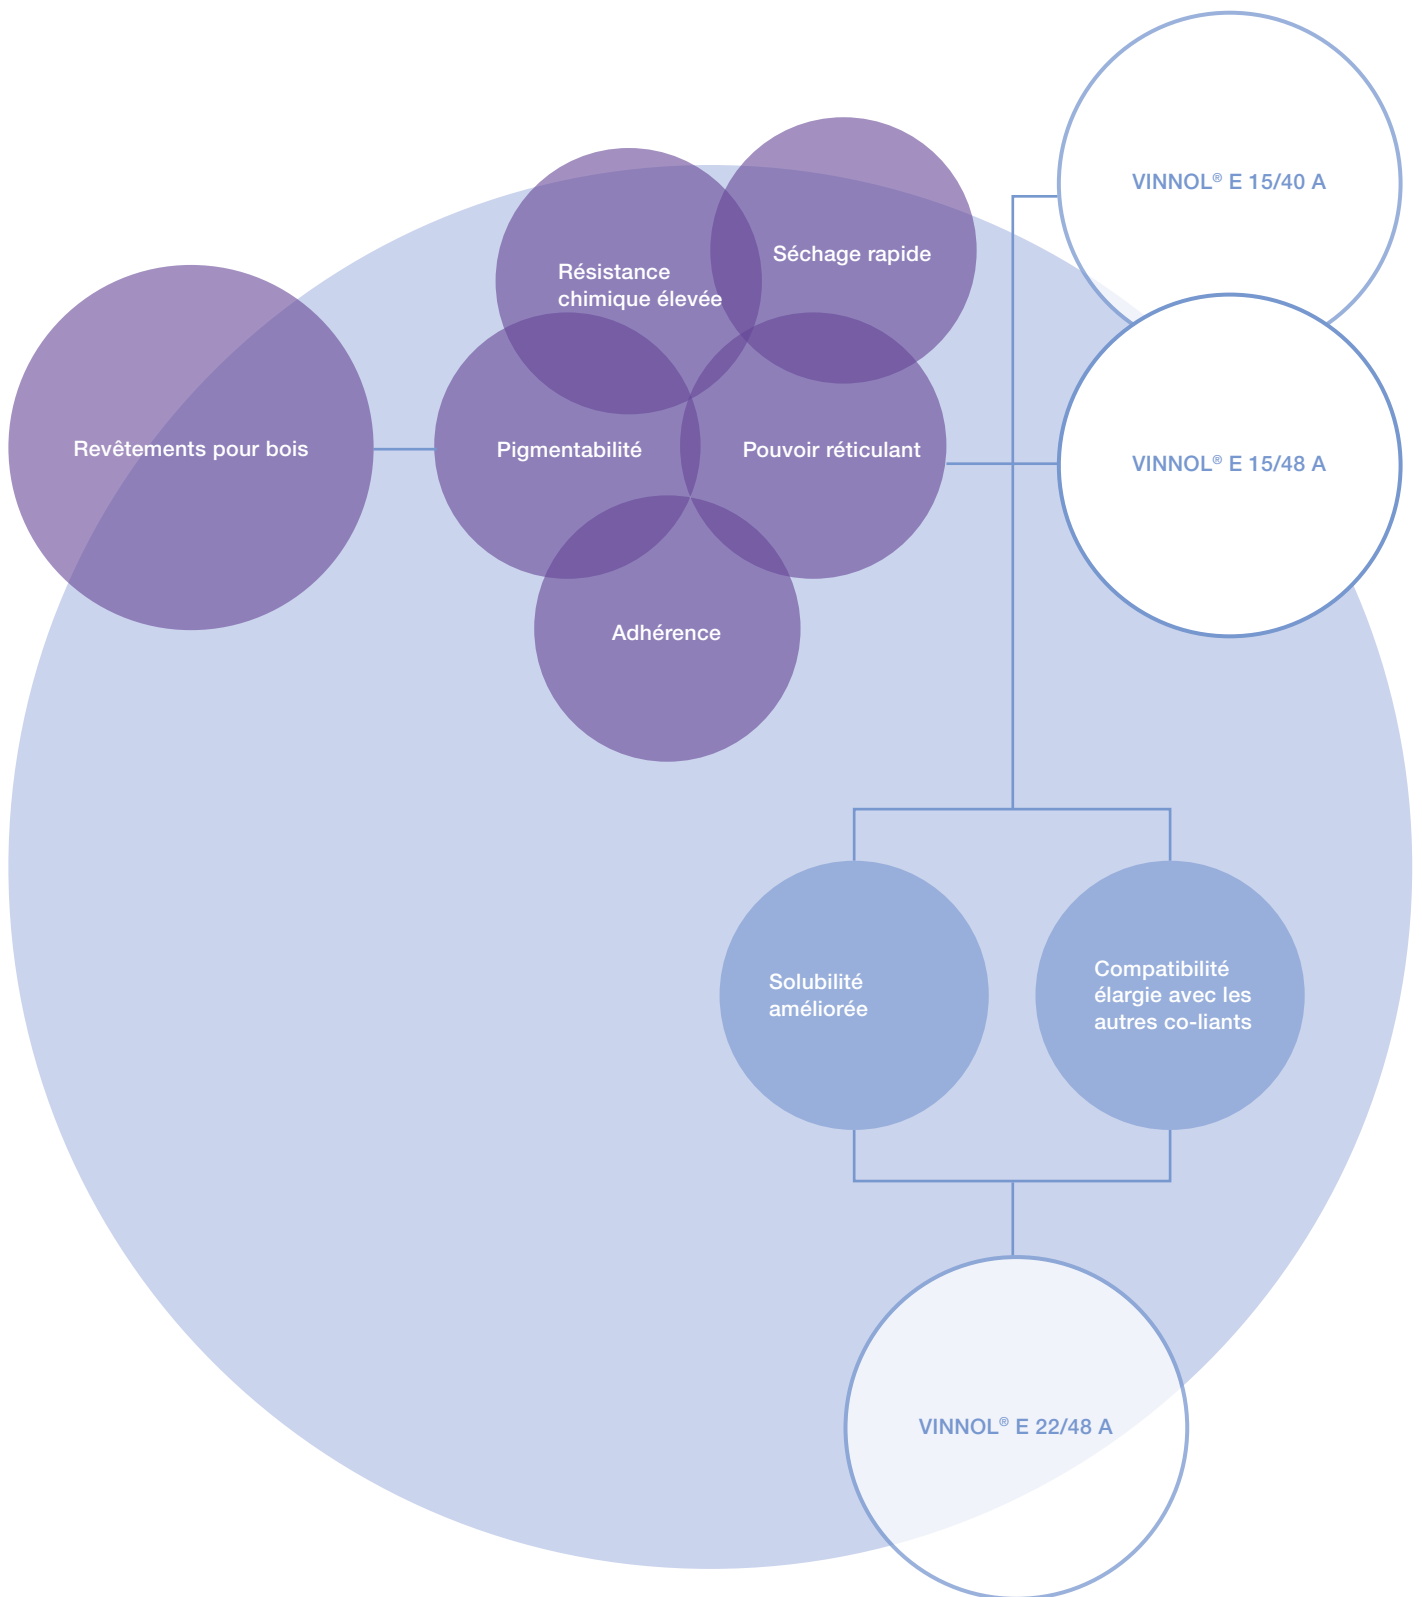 VINNOL® E 15/40 A
Séchage rapide
Résistance
chimique élevée
Revêtements pour bois
Pigmentabilité
Pouvoir réticulant
VINNOL® E 15/48 A
Adhérence
Solubilité
améliorée
Compatibilité
élargie avec les
autres co-liants
VINNOL® E 22/48 A